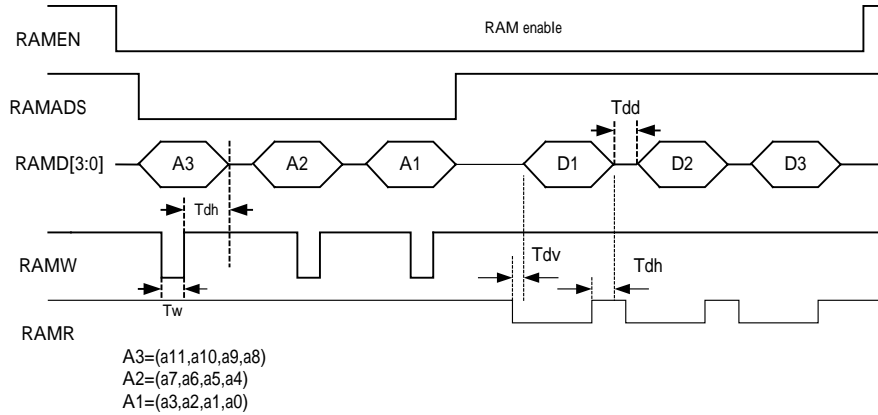 RAMEN
RAM enable
RAMADS
Tdd
RAMD[3:0]
A3
A2
A1
D1
D2
D3
Tdh
RAMW
Tdv
Tdh
Tw
RAMR
A3=(a11,a10,a9,a8)
A2=(a7,a6,a5,a4)
A1=(a3,a2,a1,a0)